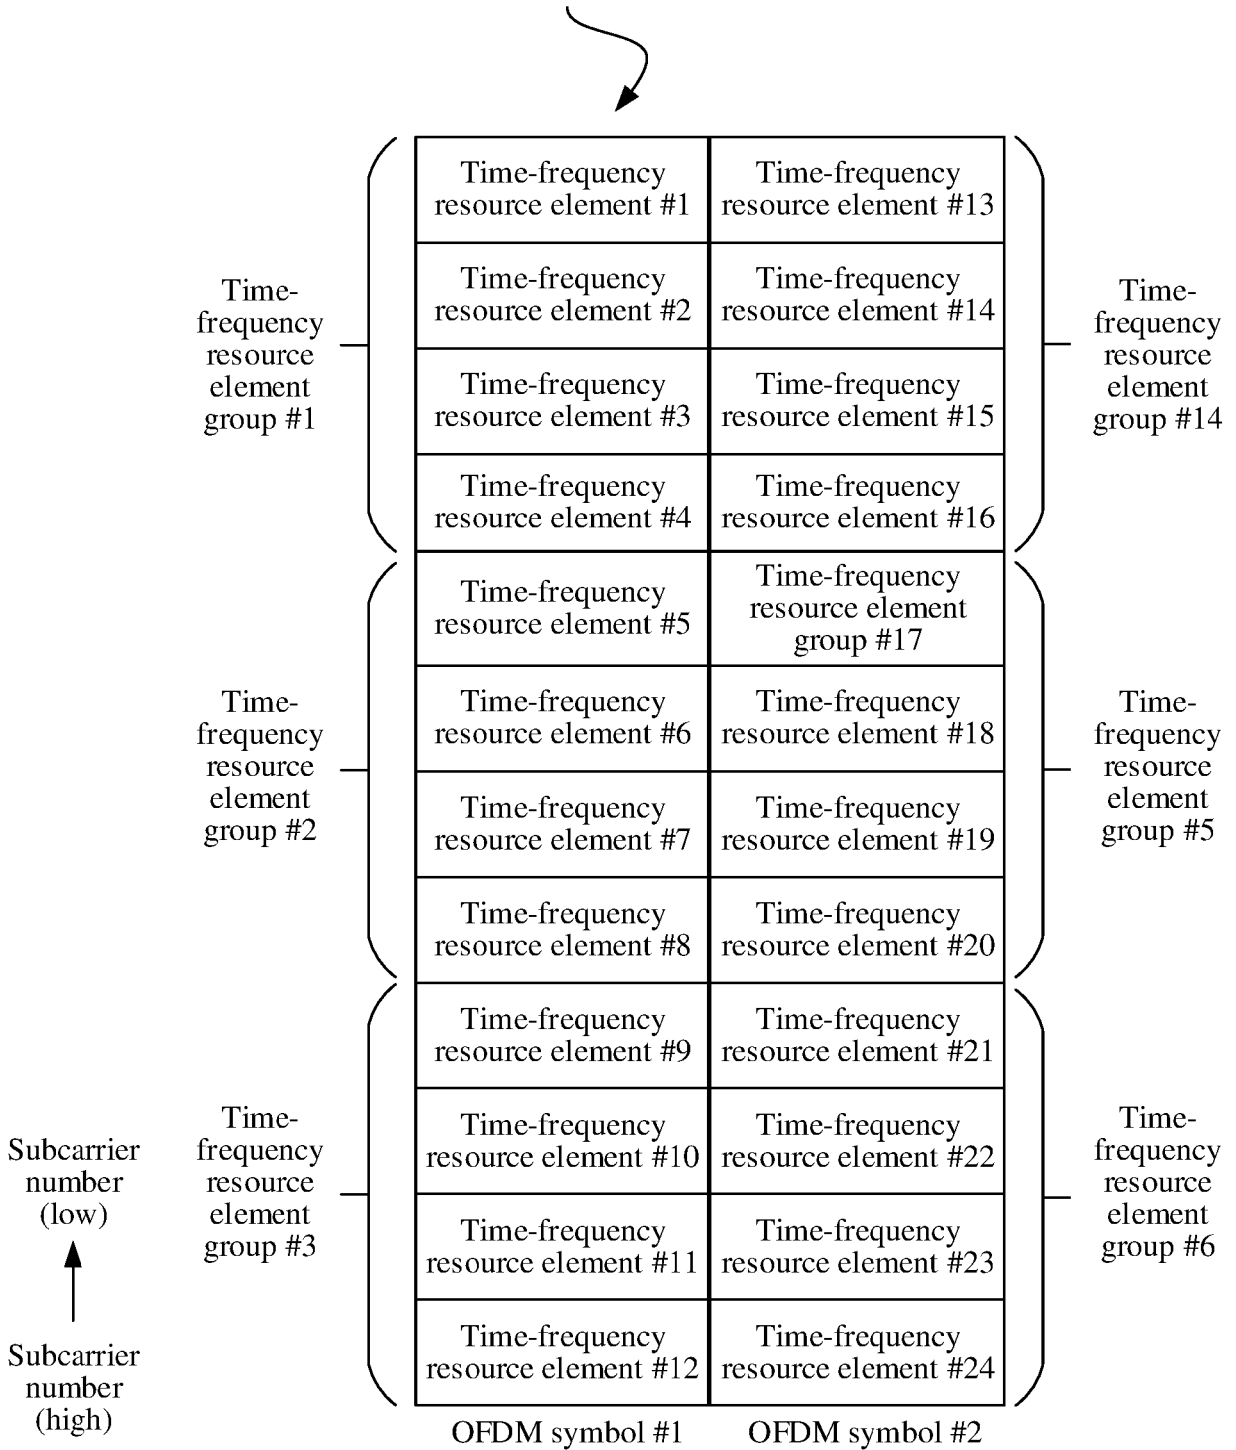 Time-frequency
resource element #1
Time-frequency
resource element #13
Time-frequency
resource element #2
Time-frequency
resource element #14
Time-frequency
resource element #3
Time-frequency
resource element #15
Time-frequency
resource element #4
Time-frequency
resource element #16
Time-
frequency
resource
element
group #1
Time-
frequency
resource
element
group #14
Time-frequency
resource element #5
Time-frequency
resource element
group #17
Time-frequency
resource element #6
Time-frequency
resource element #18
Time-frequency
resource element #7
Time-frequency
resource element #19
Time-frequency
resource element #8
Time-frequency
resource element #20
Time-
frequency
resource
element
group #2
Time-
frequency
resource
element
group #5
Time-frequency
resource element #9
Time-frequency
resource element #21
Time-frequency
resource element #10
Time-frequency
resource element #22
Time-frequency
resource element #11
Time-frequency
resource element #23
Time-frequency
resource element #12
Time-frequency
resource element #24
Time-
frequency
resource
element
group #3
Time-
frequency
resource
element
group #6
Subcarrier
number
(low)
Subcarrier
number
(high)
OFDM symbol #1
OFDM symbol #2